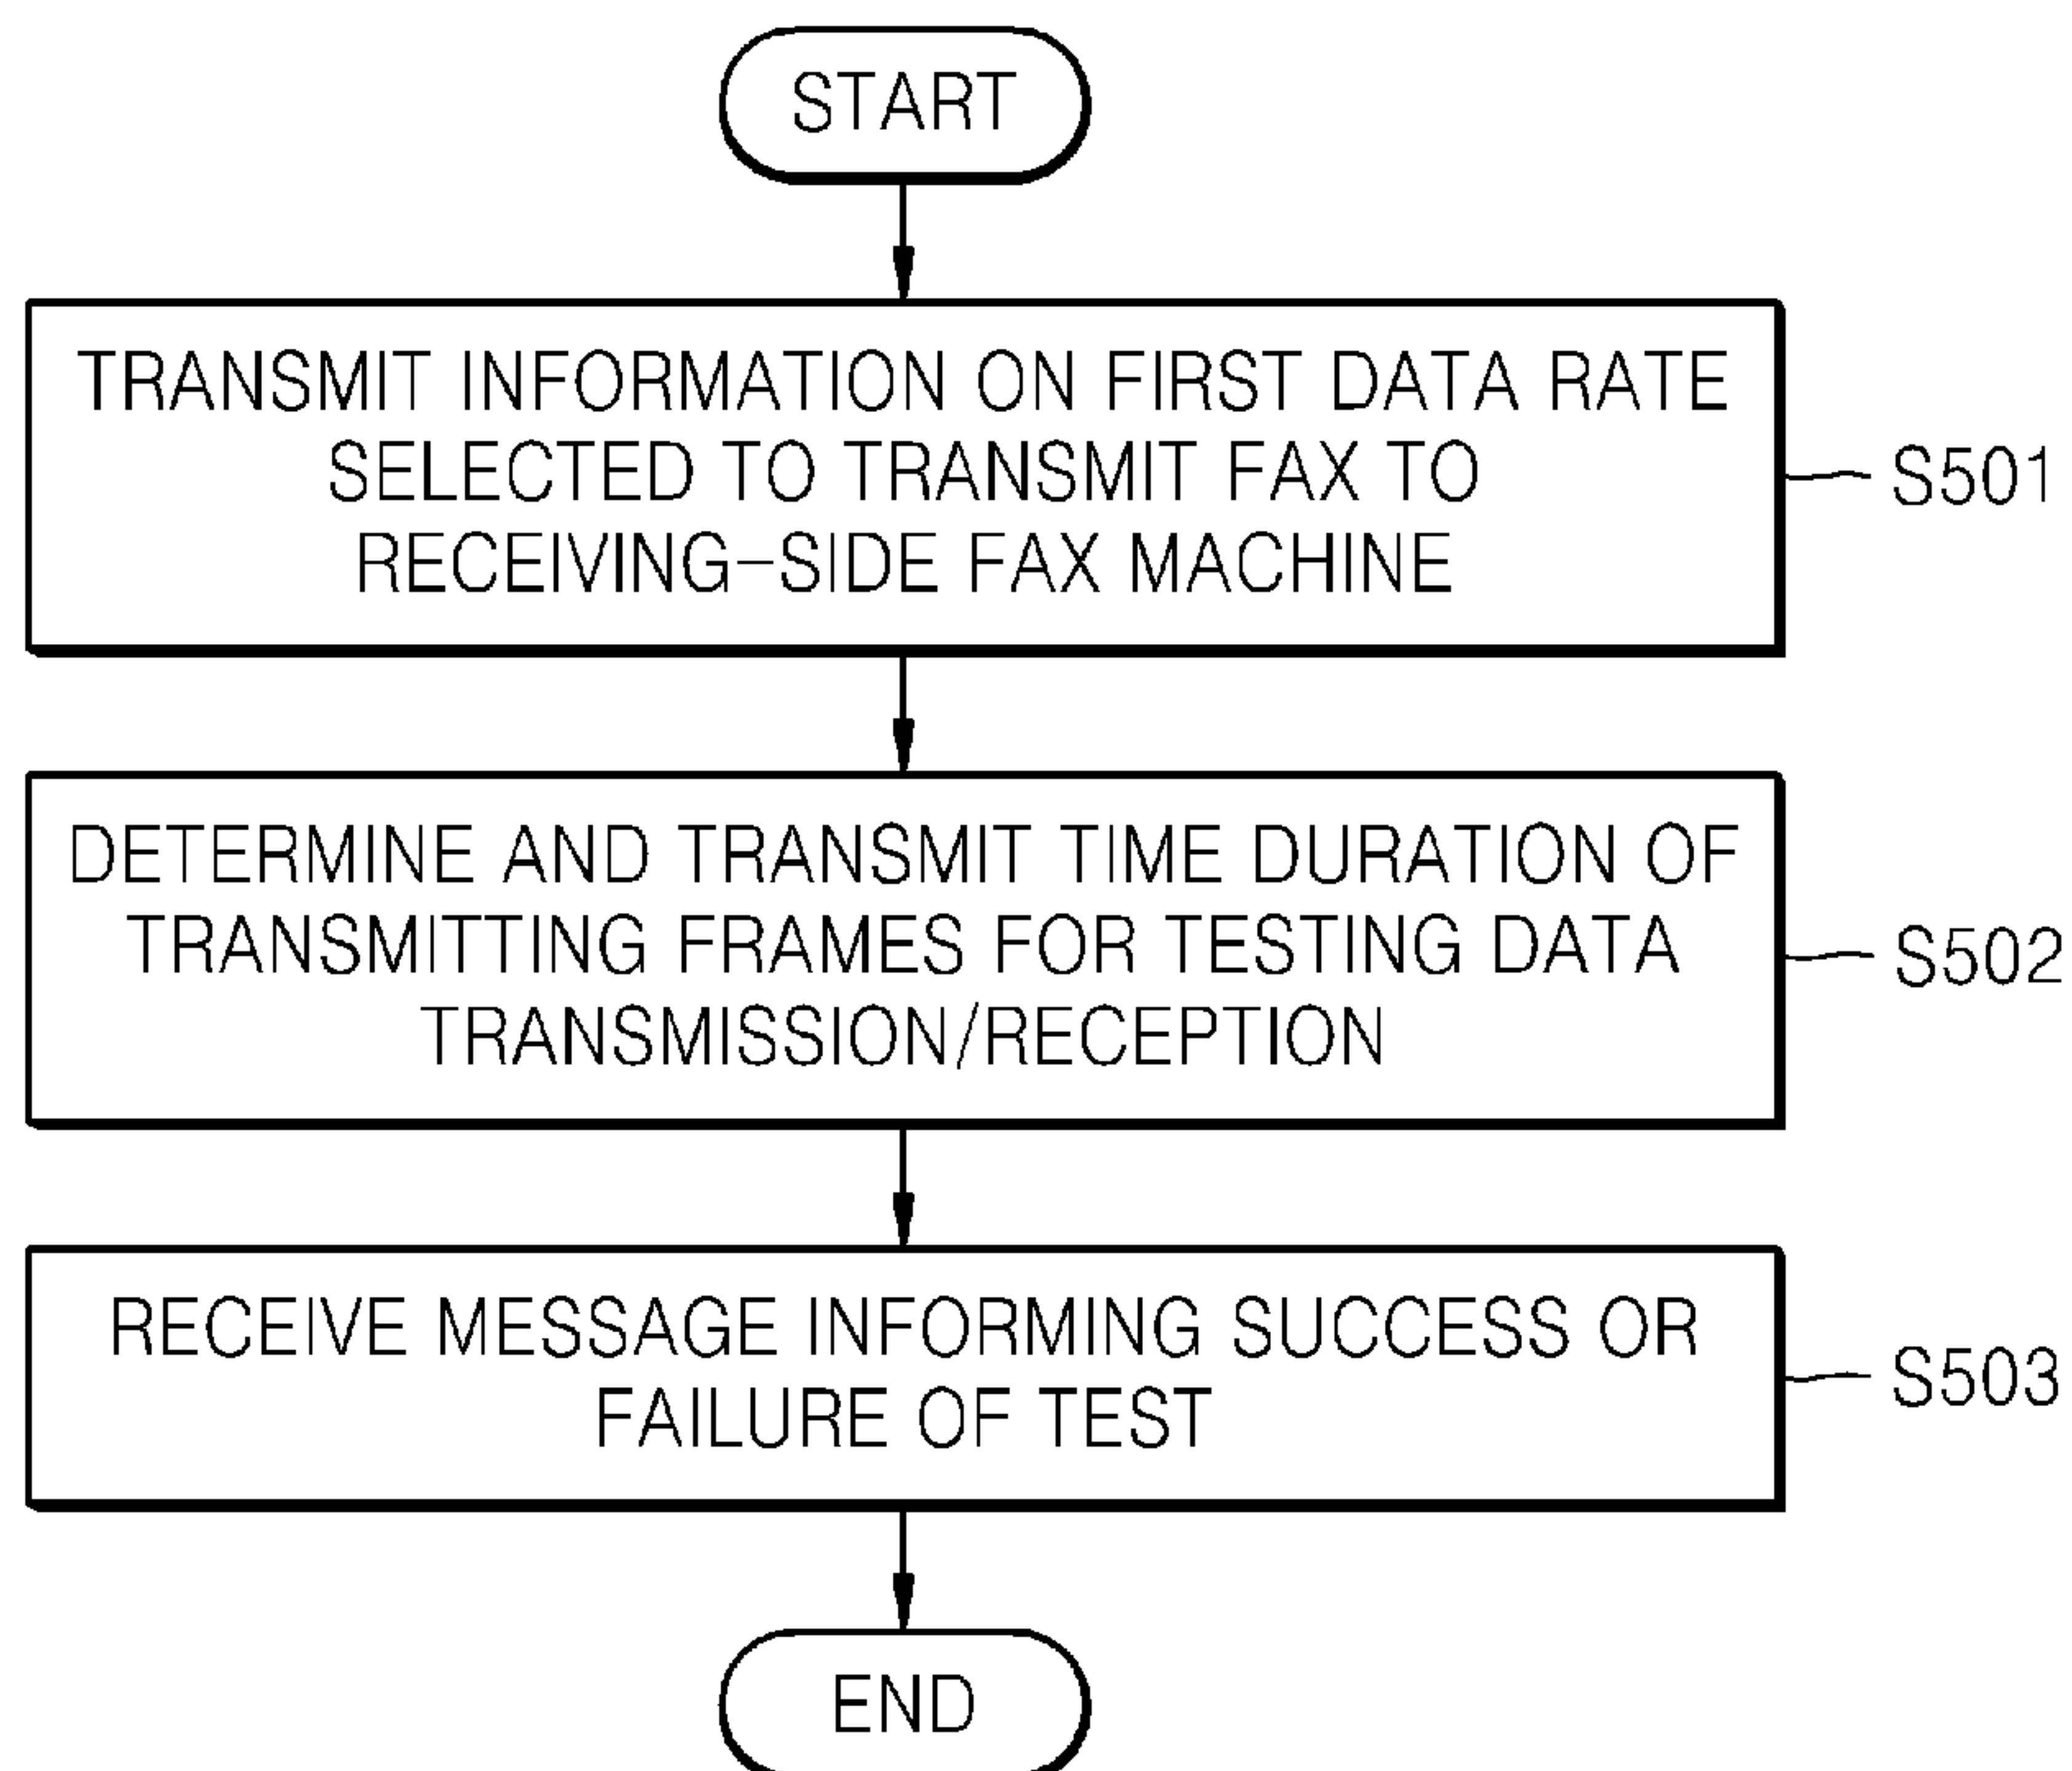 START
TRANSMIT INFORMATION ON FIRST DATA RATE
SELECTED TO TRANSMIT FAX TO
RECEIVING-SIDE FAX MACHINE
S501
DETERMINE AND TRANSMIT TIME DURATION OF
TRANSMITTING FRAMES FOR TESTING DATA
TRANSMISSION/RECEPTION
S502
RECEIVE MESSAGE INFORMING SUCCESS OR
FAILURE OF TEST
S503
END